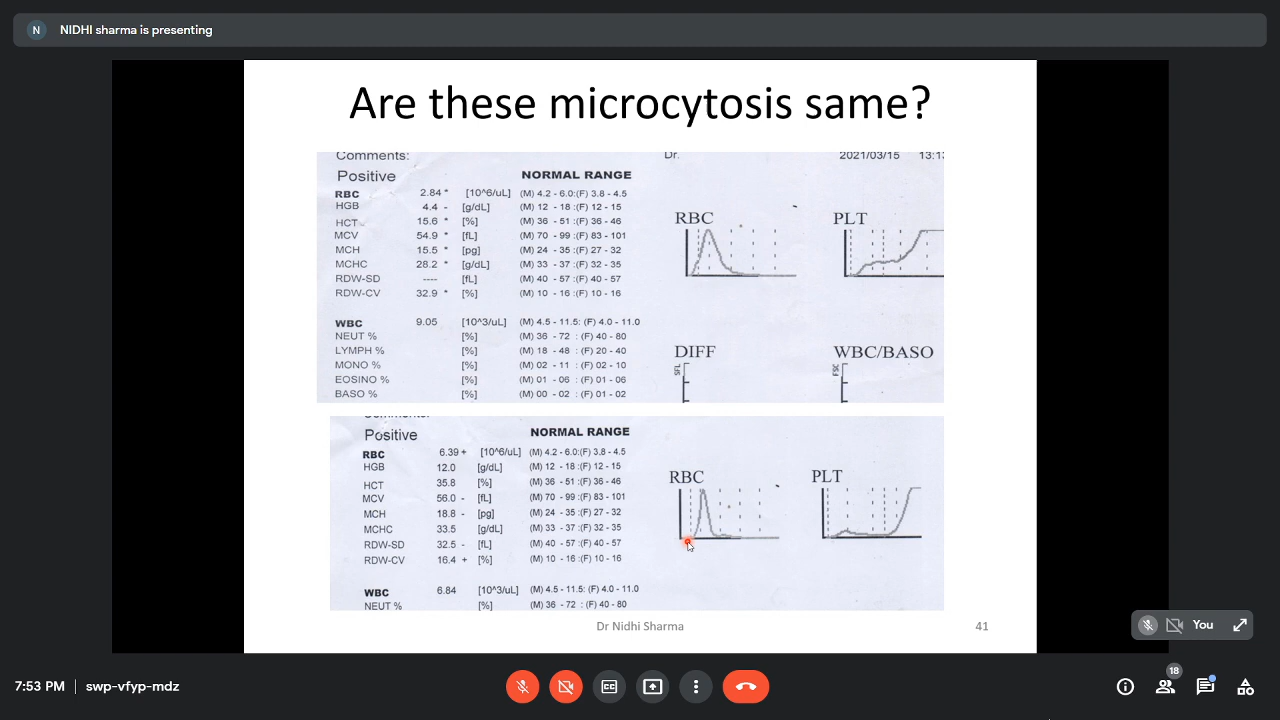 N NIDHI sharma is presenting
Are these microcytosis same?
Comments: Dr. 2021/03/15 13:13
Positive NORMAL RANGE
RBC 2.84 * [10^6/uL] (M) 4.2 - 6.0:(F) 3.8 - 4.5
HGB 4.4 - [g/dL] (M) 12 - 18 :(F) 12 - 15
HCT 15.6 * [%] (M) 36 - 51 :(F) 36 - 46
MCV 54.9 * [fL] (M) 70 - 99 :(F) 83 - 101
MCH 15.5 * [pg] (M) 24 - 35 :(F) 27 - 32
MCHC 28.2 * [g/dL] (M) 33 - 37 :(F) 32 - 35
RDW-SD ---- [fL] (M) 40 - 57 :(F) 40 - 57
RDW-CV 32.9 * [%] (M) 10 - 16 :(F) 10 - 16
WBC 9.05 [10^3/uL] (M) 4.5 - 11.5: (F) 4.0 - 11.0
NEUT % [%] (M) 36 - 72 : (F) 40 - 80
LYMPH % [%] (M) 18 - 48 : (F) 20 - 40
MONO % [%] (M) 02 - 11 : (F) 02 - 10
EOSINO % [%] (M) 01 - 06 : (F) 01 - 06
BASO % [%] (M) 00 - 02 : (F) 01 - 02
RBC PLT
DIFF WBC/BASO
SFL FSC
Comments:
Positive NORMAL RANGE
RBC 6.39 + [10^6/uL] (M) 4.2 - 6.0:(F) 3.8 - 4.5
HGB 12.0 [g/dL] (M) 12 - 18 :(F) 12 - 15
HCT 35.8 [%] (M) 36 - 51 :(F) 36 - 46
MCV 56.0 - [fL] (M) 70 - 99 :(F) 83 - 101
MCH 18.8 - [pg] (M) 24 - 35 :(F) 27 - 32
MCHC 33.5 [g/dL] (M) 33 - 37 :(F) 32 - 35
RDW-SD 32.5 - [fL] (M) 40 - 57 :(F) 40 - 57
RDW-CV 16.4 + [%] (M) 10 - 16 :(F) 10 - 16
WBC 6.84 [10^3/uL] (M) 4.5 - 11.5: (F) 4.0 - 11.0
NEUT % [%] (M) 36 - 72 : (F) 40 - 80
RBC PLT
Dr Nidhi Sharma 41
You
7:53 PM | swp-vfyp-mdz
CC
18